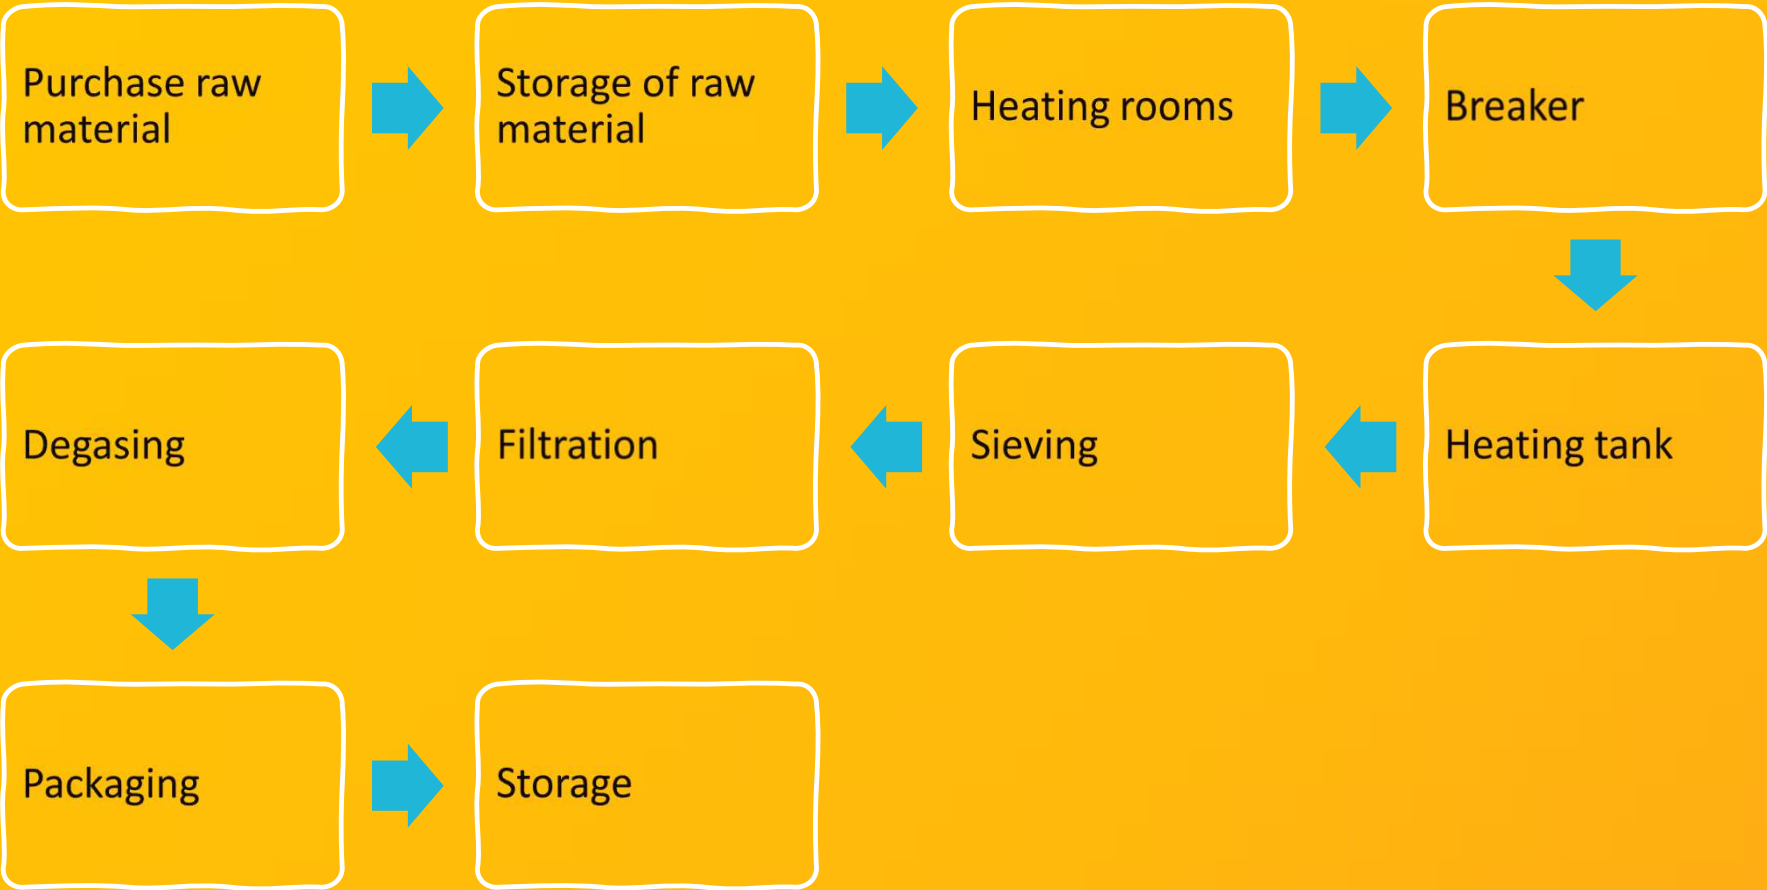 Purchase raw
material
Storage of raw
material
Heating rooms
Breaker
Heating tank
Sieving
Filtration
Degasing
Packaging
Storage